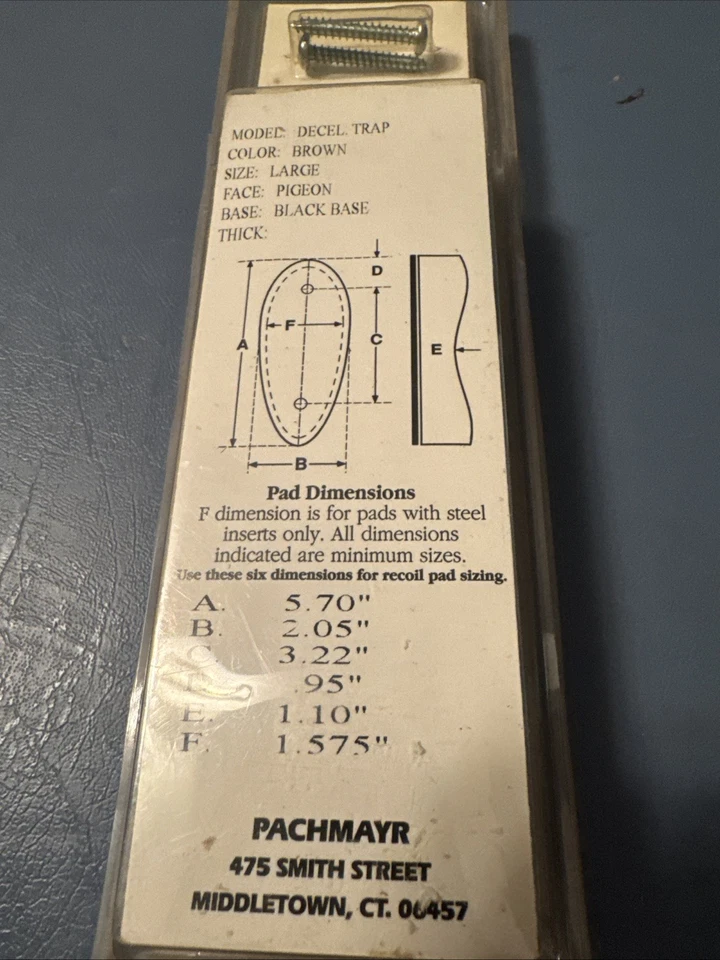 MODEL: DECEL. TRAP
COLOR: BROWN
SIZE: LARGE
FACE: PIGEON
BASE: BLACK BASE
THICK:
D
F
A
C
E
B
Pad Dimensions
F dimension is for pads with steel
inserts only. All dimensions
indicated are minimum sizes.
Use these six dimensions for recoil pad sizing.
A. 5.70"
B. 2.05"
C. 3.22"
D. .95"
E. 1.10"
F. 1.575"
PACHMAYR
475 SMITH STREET
MIDDLETOWN, CT. 06457